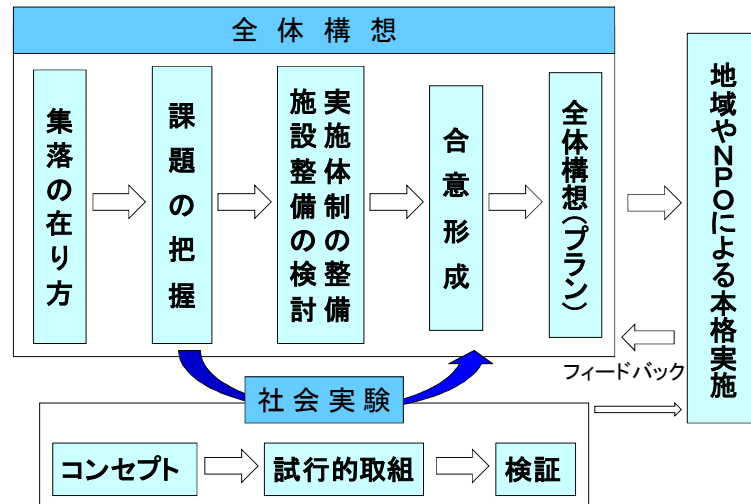 全体構想
集落の在り方
課題の把握
実施体制の整備
施設整備の検討
合意形成
全体構想(プラン)
地域やNPOによる本格実施
フィードバック
社会実験
コンセプト
試行的取組
検証